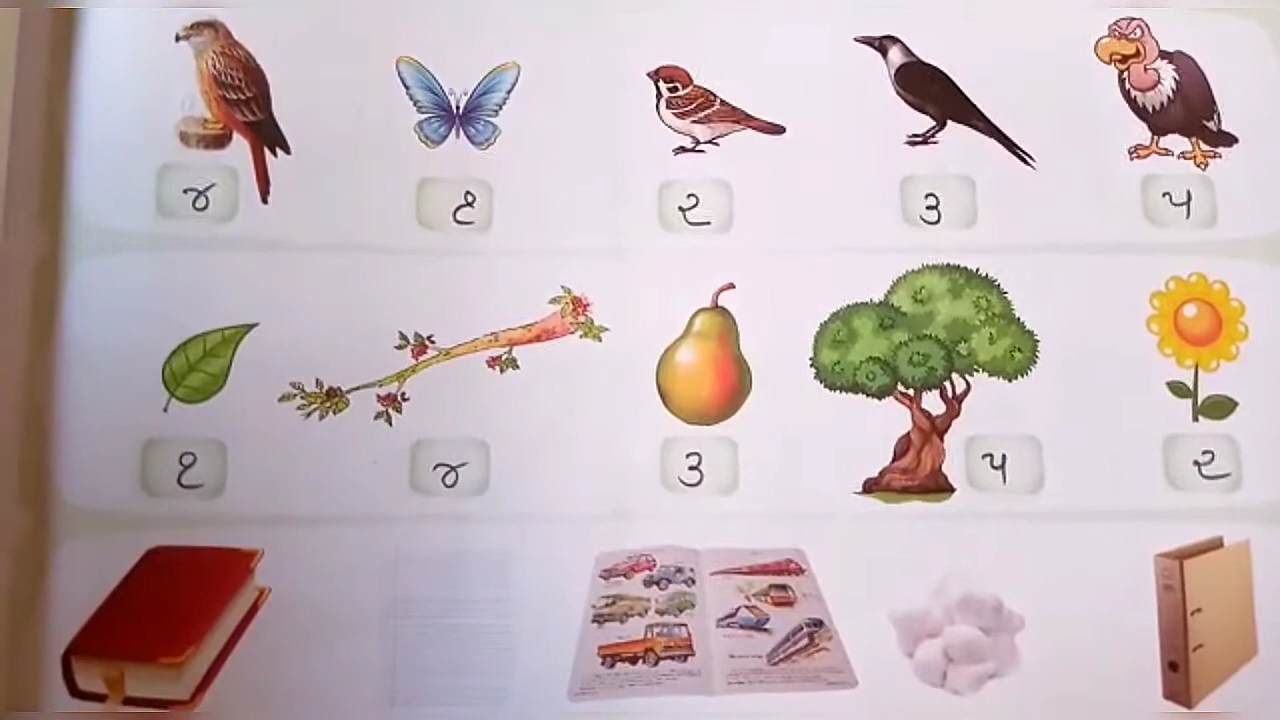 ૪ ૧ ૨ ૩ ૫
૧ ૪ ૩ ૫ ૨